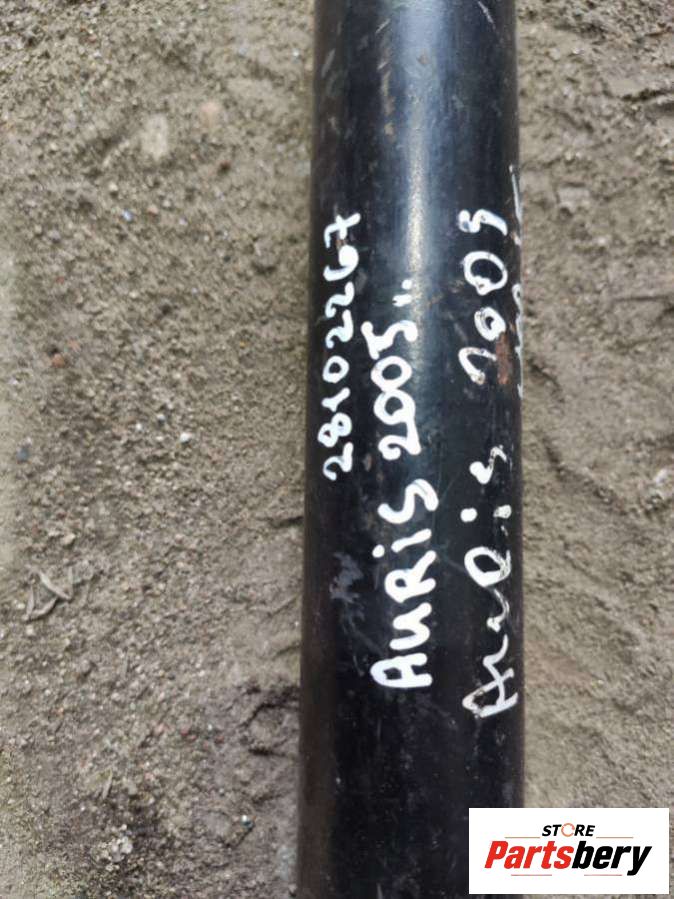 28102267
AURiS 2005..
Auris 2005
STORE
Partsbery